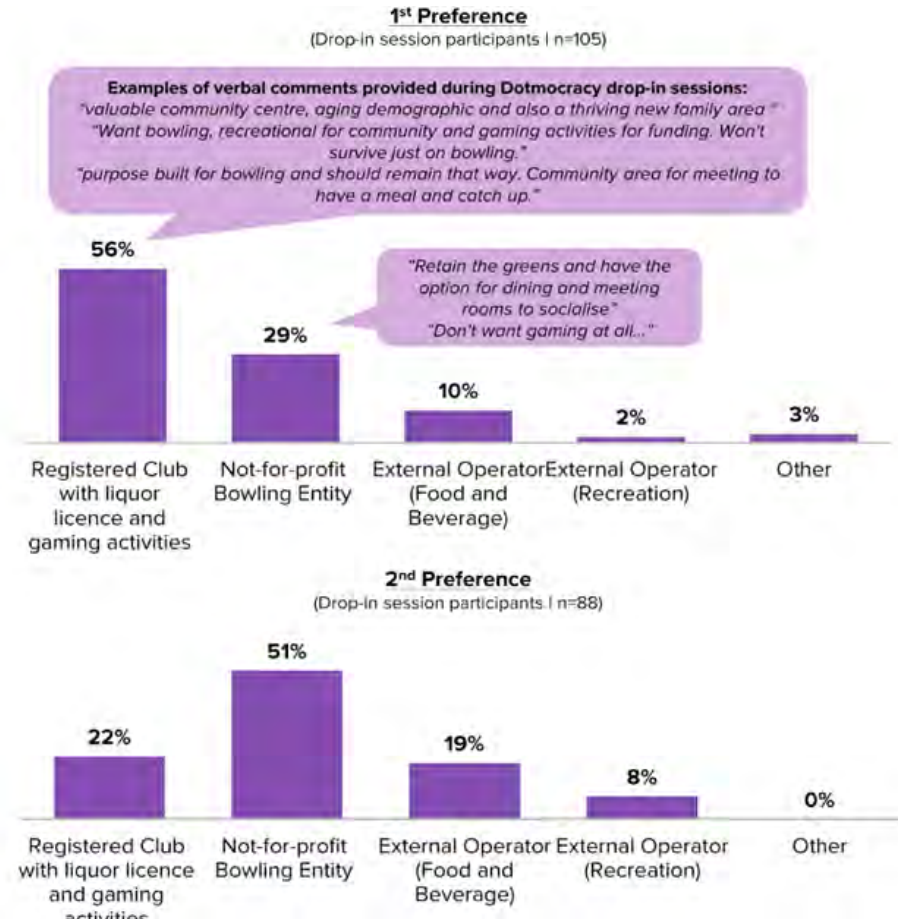 1st Preference
(Drop-in session participants | n=105)
Examples of verbal comments provided during Dotmocracy drop-in sessions:
"valuable community centre, aging demographic and also a thriving new family area "
"Want bowling, recreational for community and gaming activities for funding. Won't
survive just on bowling."
"purpose built for bowling and should remain that way. Community area for meeting to
have a meal and catch up."
56%
"Retain the greens and have the
option for dining and meeting
rooms to socialise"
"Don't want gaming at all..."
29%
10%
2%
3%
Registered Club
with liquor
licence and
gaming activities
Not-for-profit
Bowling Entity
External Operator
(Food and
Beverage)
External Operator
(Recreation)
Other
2nd Preference
(Drop-in session participants | n=88)
22%
51%
19%
8%
0%
Registered Club
with liquor licence
and gaming
activities
Not-for-profit
Bowling Entity
External Operator
(Food and
Beverage)
External Operator
(Recreation)
Other